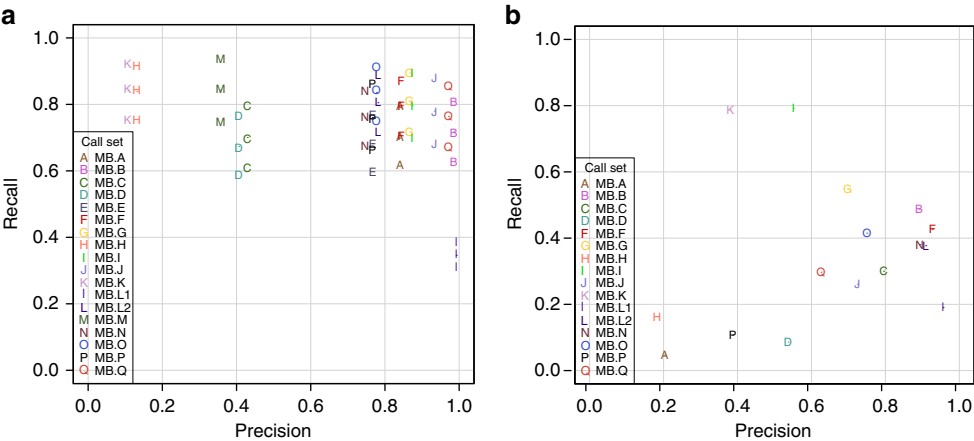 a
b
1.0
0.8
0.6
0.4
0.2
0.0
Recall
Call set
A MB.A
B MB.B
C MB.C
D MB.D
E MB.E
F MB.F
G MB.G
H MB.H
I MB.I
J MB.J
K MB.K
I MB.L1
L MB.L2
M MB.M
N MB.N
O MB.O
P MB.P
Q MB.Q
0.0 0.2 0.4 0.6 0.8 1.0
Precision
1.0
0.8
0.6
0.4
0.2
0.0
Recall
Call set
A MB.A
B MB.B
C MB.C
D MB.D
F MB.F
G MB.G
H MB.H
I MB.I
J MB.J
K MB.K
I MB.L1
L MB.L2
N MB.N
O MB.O
P MB.P
Q MB.Q
0.0 0.2 0.4 0.6 0.8 1.0
Precision